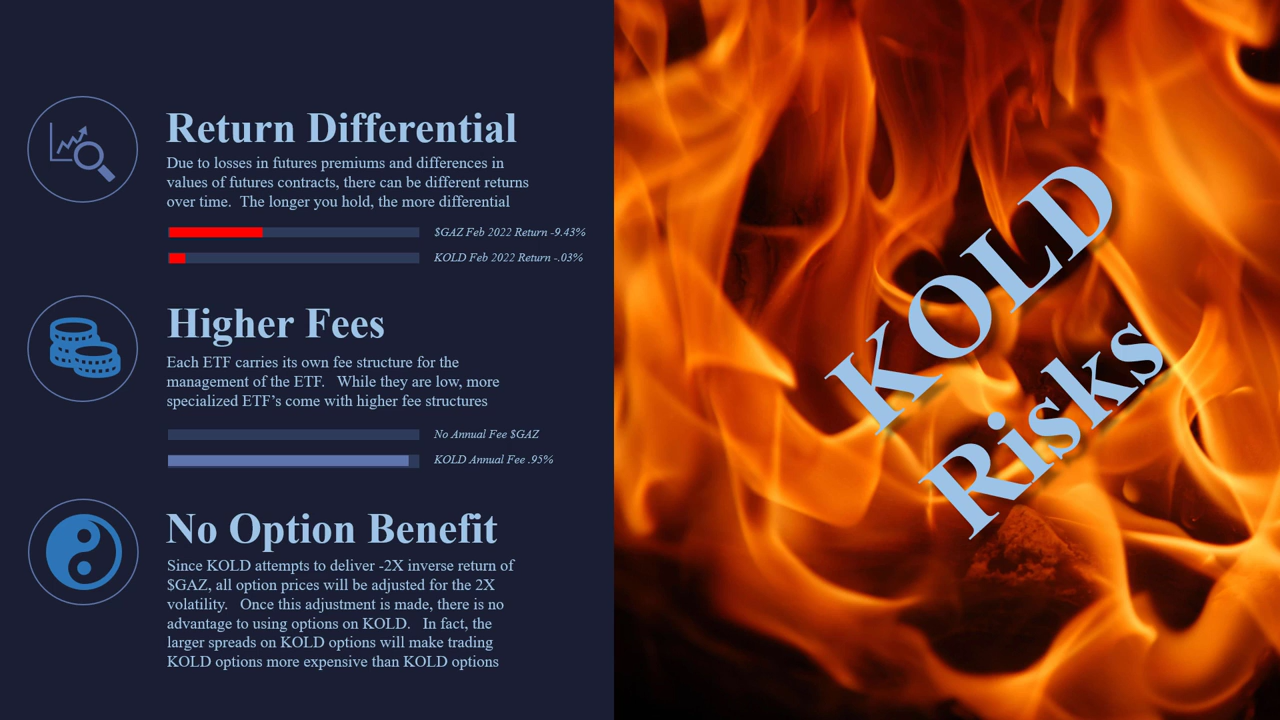 Return Differential
Due to losses in futures premiums and differences in
values of futures contracts, there can be different returns
over time.  The longer you hold, the more differential
$GAZ Feb 2022 Return -9.43%
KOLD Feb 2022 Return -.03%
Higher Fees
Each ETF carries its own fee structure for the
management of the ETF.   While they are low, more
specialized ETF’s come with higher fee structures
No Annual Fee $GAZ
KOLD Annual Fee .95%
No Option Benefit
Since KOLD attempts to deliver -2X inverse return of
$GAZ, all option prices will be adjusted for the 2X
volatility.   Once this adjustment is made, there is no
advantage to using options on KOLD.   In fact, the
larger spreads on KOLD options will make trading
KOLD options more expensive than KOLD options
KOLD
Risks